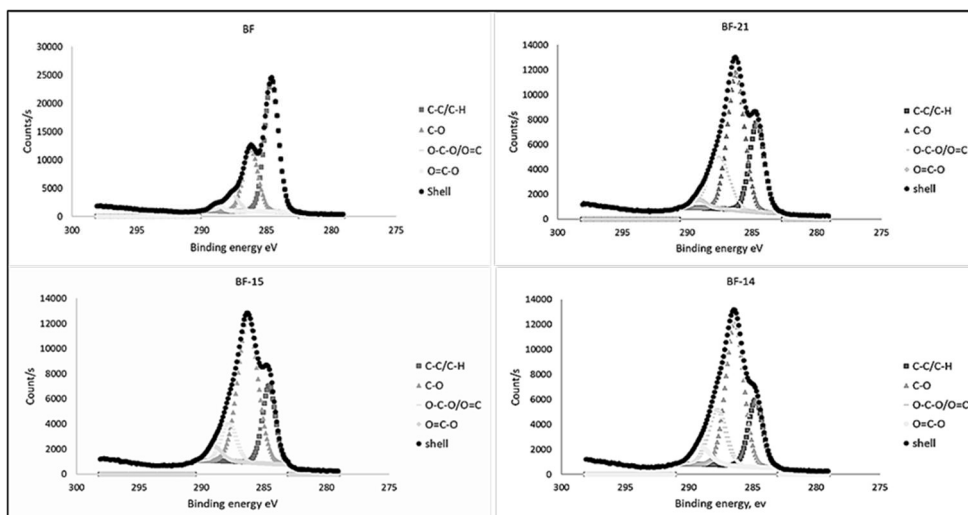 BF
30000
25000
20000
15000
10000
5000
0
300 295 290 285 280 275
Counts/s
Binding energy eV
C-C/C-H
C-O
O-C-O/O=C
O=C-O
Shell
BF-21
14000
12000
10000
8000
6000
4000
2000
0
300 295 290 285 280 275
Counts/s
Binding energy eV
C-C/C-H
C-O
O-C-O/O=C
O=C-O
Shell
BF-15
14000
12000
10000
8000
6000
4000
2000
0
300 295 290 285 280 275
Count/s
Binding energy eV
C-C/C-H
C-O
O-C-O/O=C
O=C-O
shell
BF-14
14000
12000
10000
8000
6000
4000
2000
0
300 295 290 285 280 275
Count/s
Binding energy, ev
C-C/C-H
C-O
O-C-O/O=C
O=C-O
shell